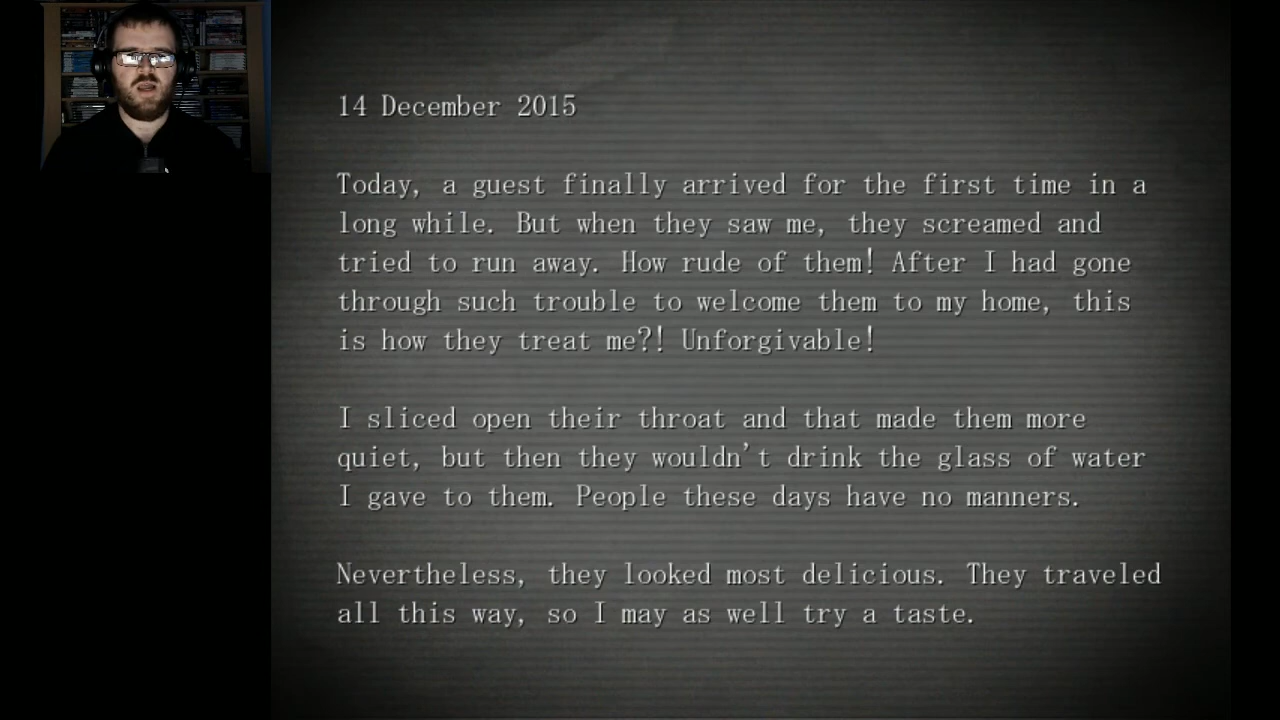 14 December 2015
Today, a guest finally arrived for the first time in a
long while. But when they saw me, they screamed and
tried to run away. How rude of them! After I had gone
through such trouble to welcome them to my home, this
is how they treat me?! Unforgivable!
I sliced open their throat and that made them more
quiet, but then they wouldn't drink the glass of water
I gave to them. People these days have no manners.
Nevertheless, they looked most delicious. They traveled
all this way, so I may as well try a taste.